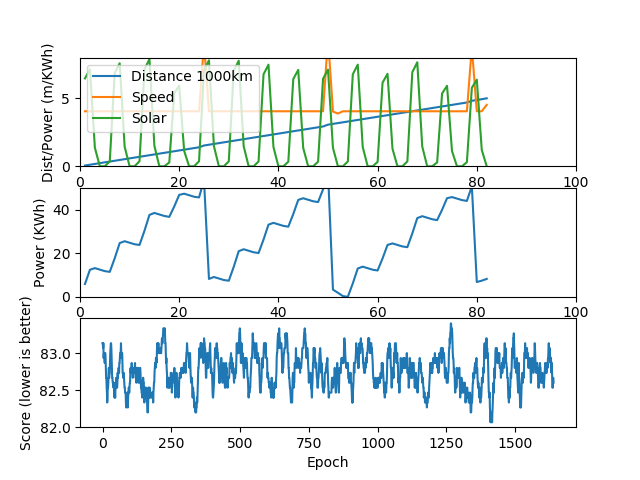 Dist/Power (m/KWh)
5
0
Distance 1000km
Speed
Solar
0 20 40 60 80 100
Power (KWh)
40
20
0
0 20 40 60 80 100
Score (lower is better)
83.0
82.5
82.0
0 250 500 750 1000 1250 1500
Epoch